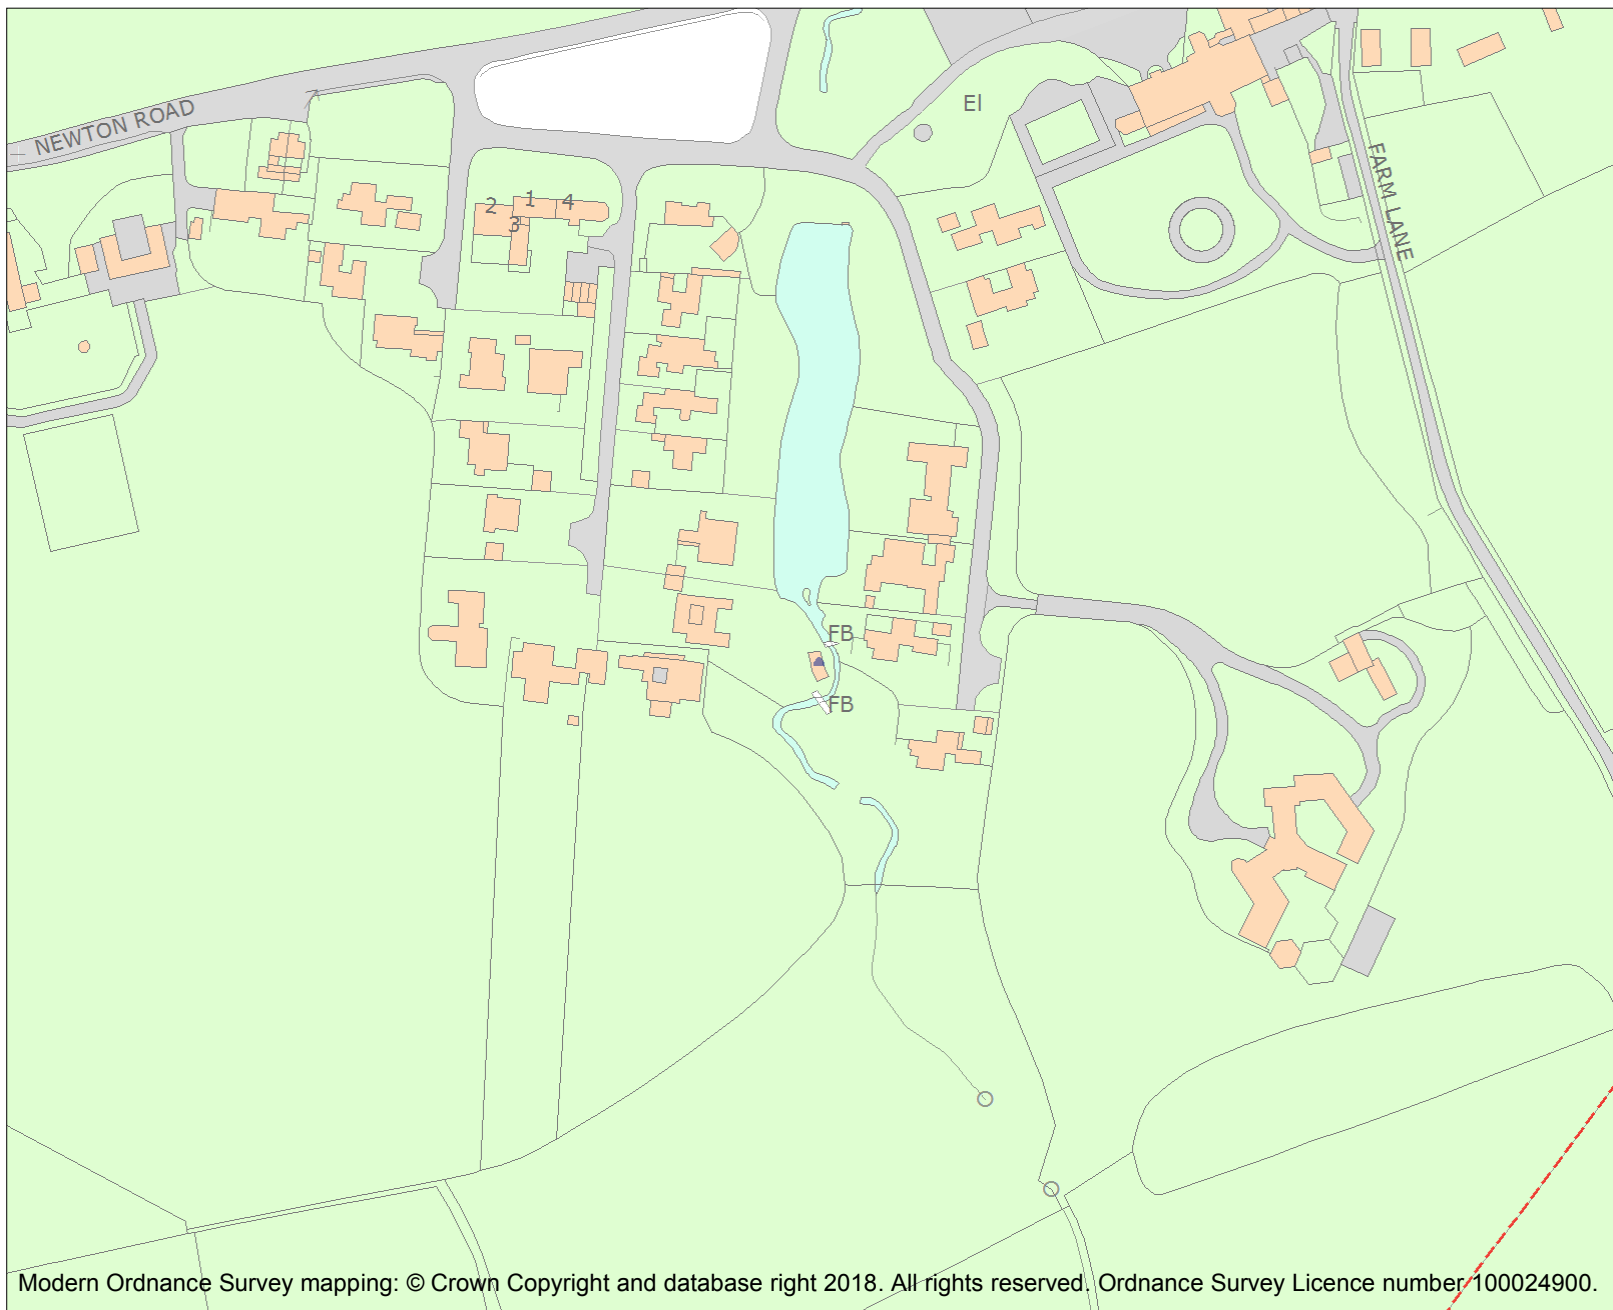 El
NEWTON ROAD
FARM LANE
2 1 4
3
FB
FB
Modern Ordnance Survey mapping: © Crown Copyright and database right 2018. All rights reserved. Ordnance Survey Licence number 100024900.